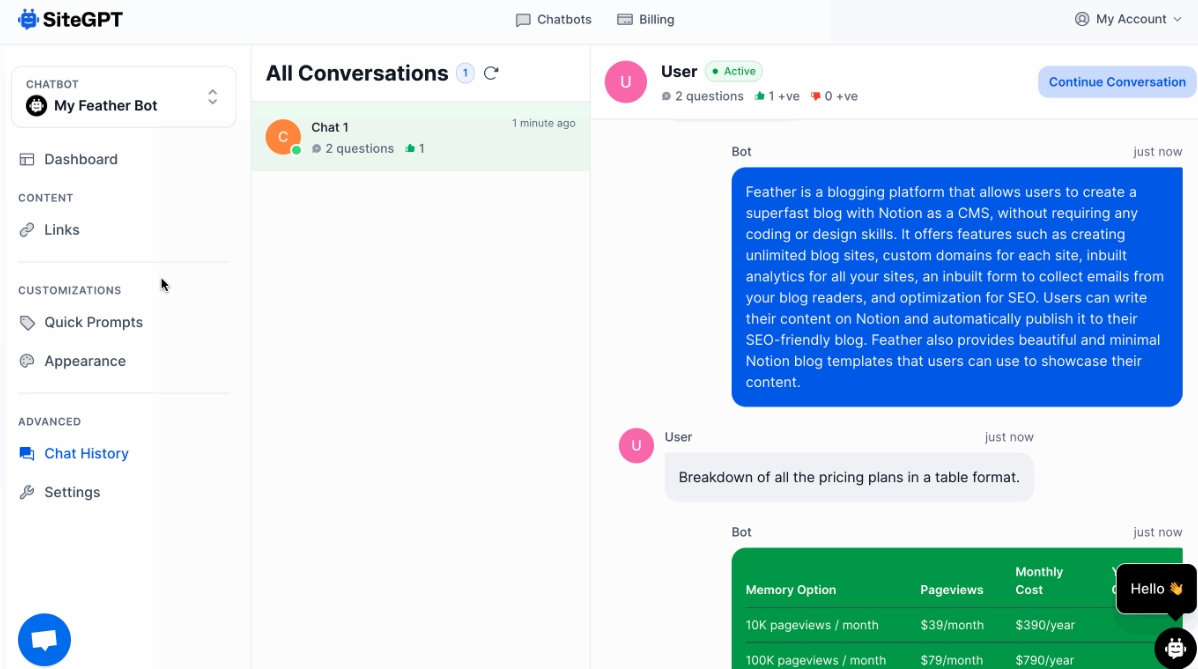 SiteGPT
Chatbots
Billing
My Account
CHATBOT
My Feather Bot
Dashboard
CONTENT
Links
CUSTOMIZATIONS
Quick Prompts
Appearance
ADVANCED
Chat History
Settings
All Conversations 1
C
Chat 1
1 minute ago
2 questions 1
U
User
Active
2 questions 1 +ve 0 +ve
Continue Conversation
Bot
just now
Feather is a blogging platform that allows users to create a
superfast blog with Notion as a CMS, without requiring any
coding or design skills. It offers features such as creating
unlimited blog sites, custom domains for each site, inbuilt
analytics for all your sites, an inbuilt form to collect emails from
your blog readers, and optimization for SEO. Users can write
their content on Notion and automatically publish it to their
SEO-friendly blog. Feather also provides beautiful and minimal
Notion blog templates that users can use to showcase their
content.
U
User
just now
Breakdown of all the pricing plans in a table format.
Bot
just now
Monthly
Memory Option Pageviews Cost
10K pageviews / month $39/month $390/year
100K pageviews / month $79/month $790/year
Hello 👋